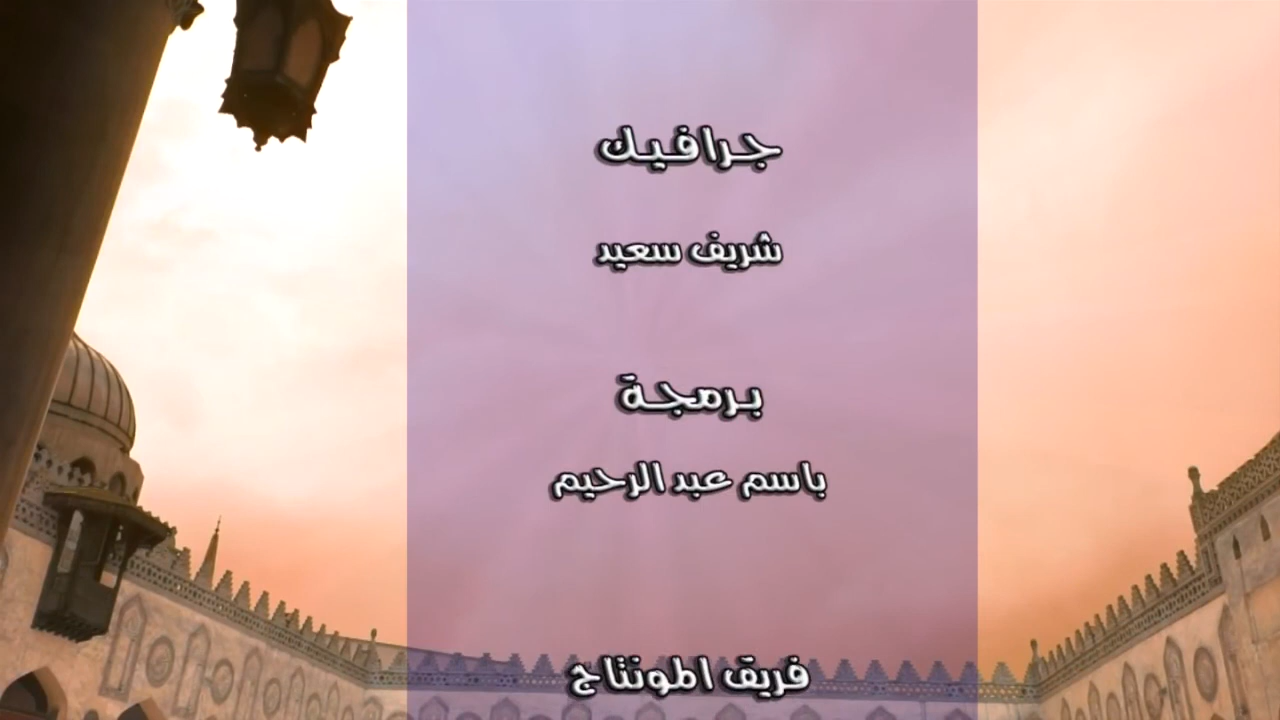 جرافيك
شريف سعيد
برمجة
باسم عبد الرحيم
فريق المونتاج